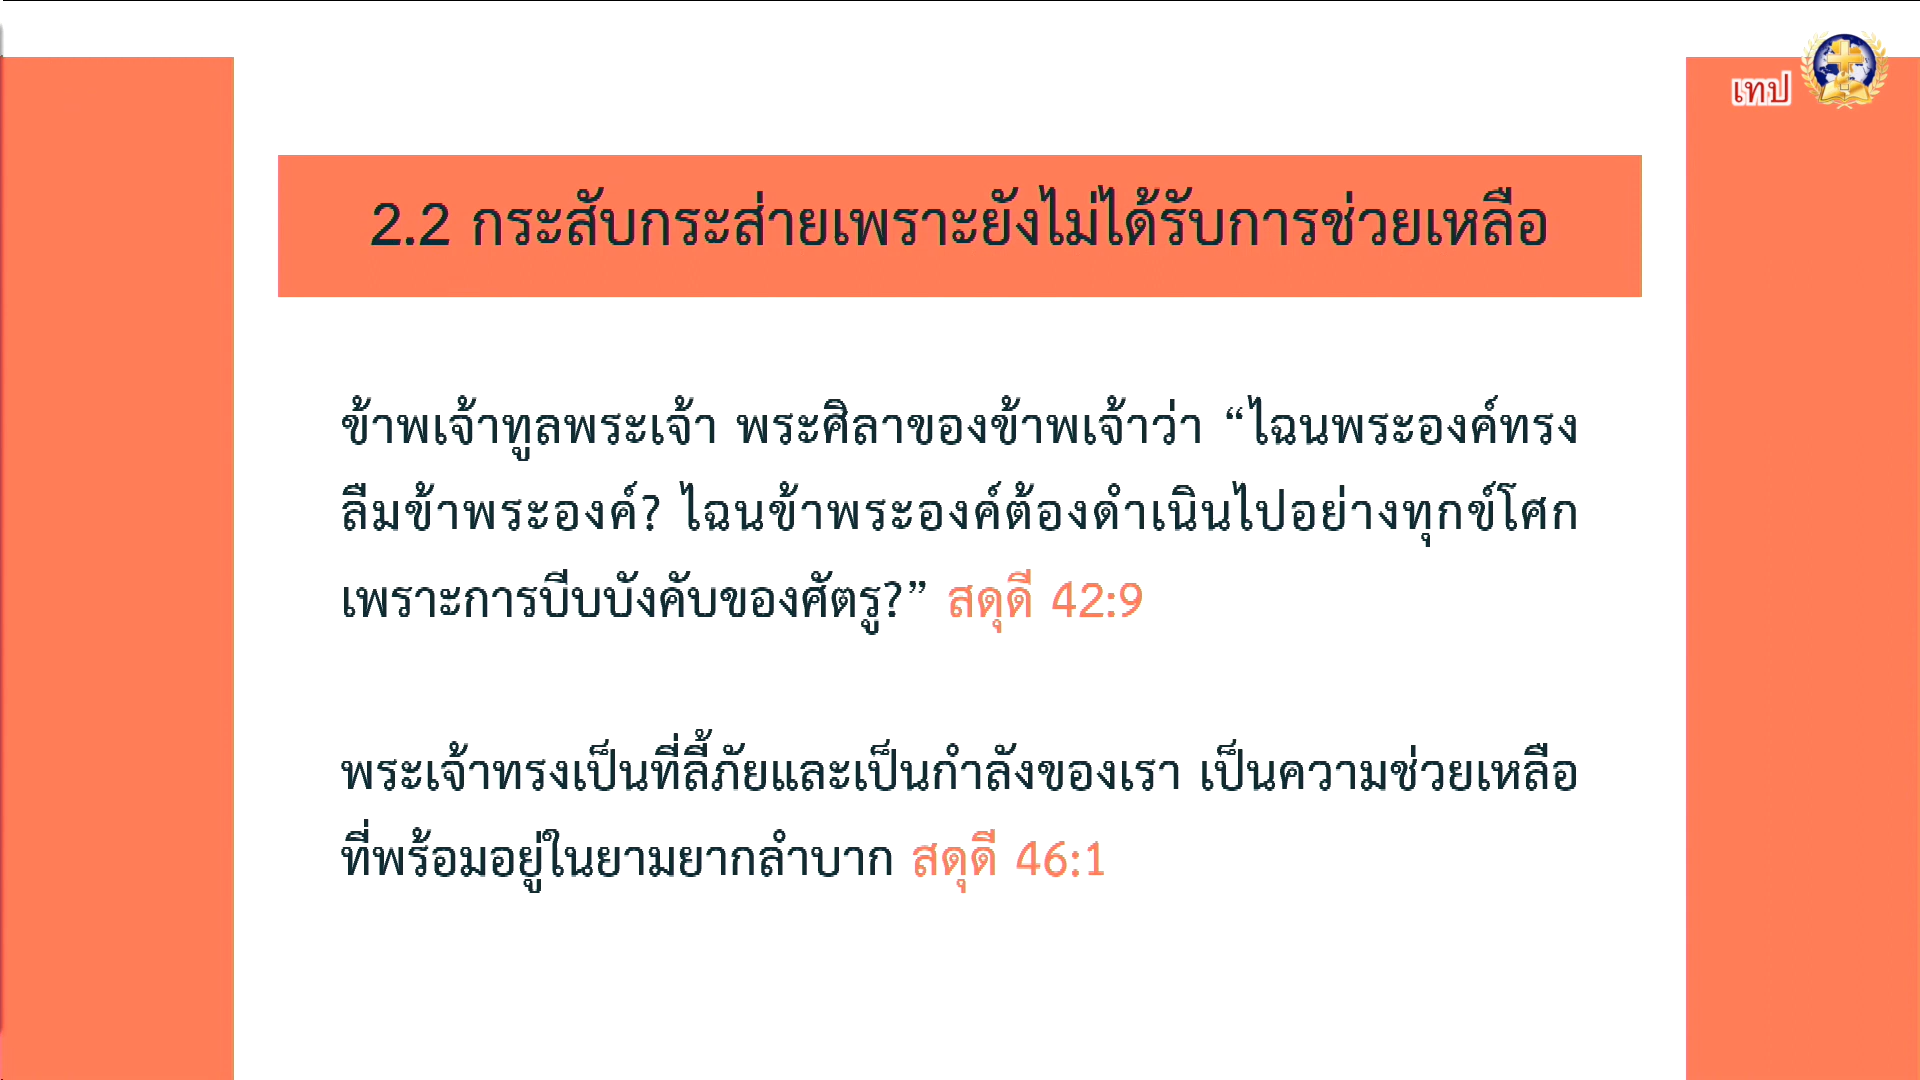 เทป
2.2 กระสับกระส่ายเพราะยังไม่ได้รับการช่วยเหลือ
ข้าพเจ้าทูลพระเจ้า พระศิลาของข้าพเจ้าว่า “ไฉนพระองค์ทรง
ลืมข้าพระองค์? ไฉนข้าพระองค์ต้องดำเนินไปอย่างทุกข์โศก
เพราะการบีบบังคับของศัตรู?” สดุดี 42:9
พระเจ้าทรงเป็นที่ลี้ภัยและเป็นกำลังของเรา เป็นความช่วยเหลือ
ที่พร้อมอยู่ในยามยากลำบาก สดุดี 46:1